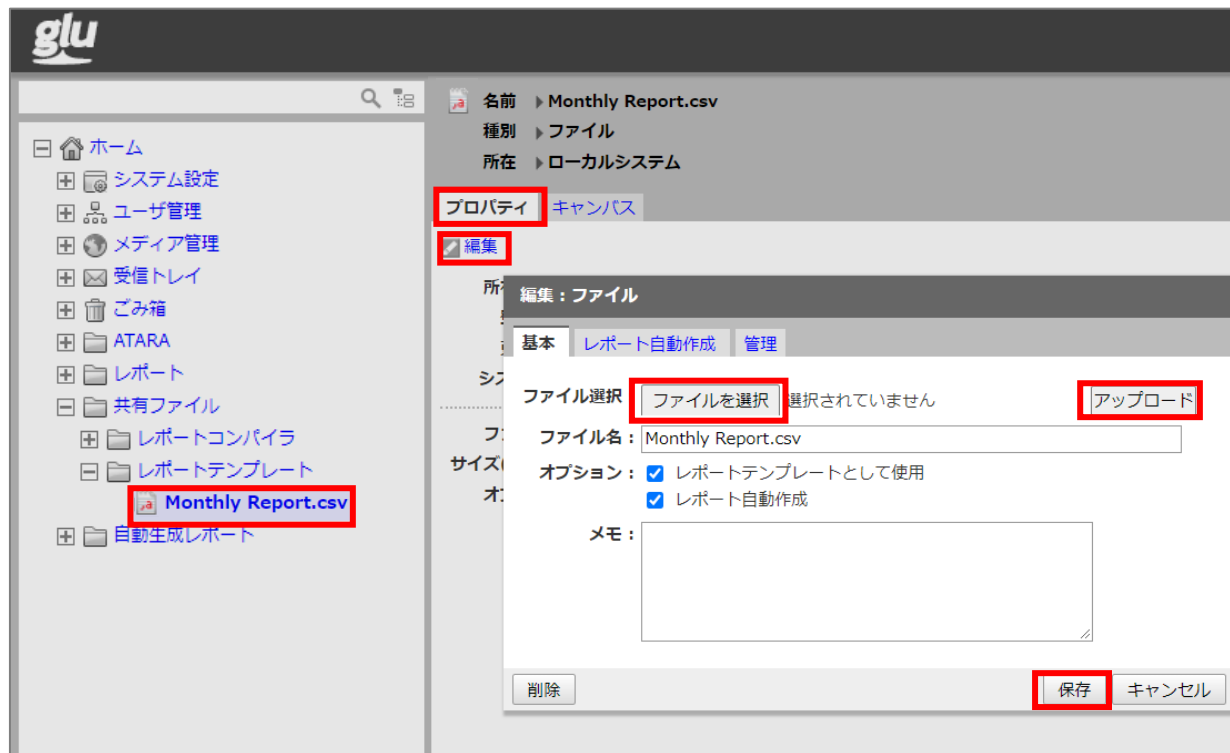 glu
名前 Monthly Report.csv
種別 ファイル
所在 ローカルシステム
ホーム
システム設定
ユーザ管理
メディア管理
受信トレイ
ごみ箱
ATARA
レポート
共有ファイル
レポートコンパイラ
レポートテンプレート
Monthly Report.csv
自動生成レポート
プロパティ キャンバス
編集
シス
サイズ(
編集：ファイル
基本 レポート自動作成 管理
ファイル選択 ファイルを選択 選択されていません アップロード
ファイル名： Monthly Report.csv
オプション： レポートテンプレートとして使用
レポート自動作成
メモ：
削除 保存 キャンセル